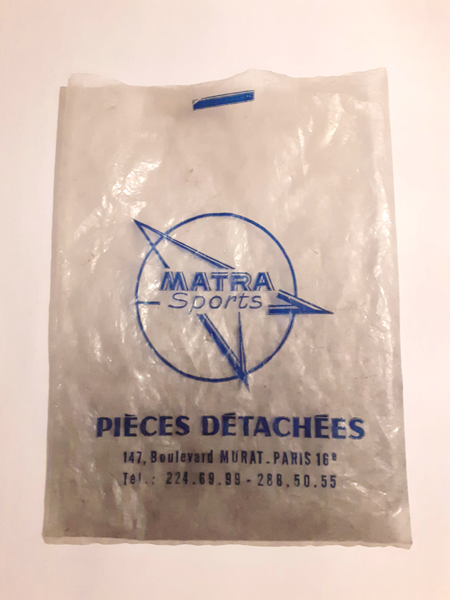 MATRA
Sports
PIÈCES DÉTACHÉES
147, Boulevard MURAT - PARIS 16e
Tél.: 224.69.99 - 288.50.55